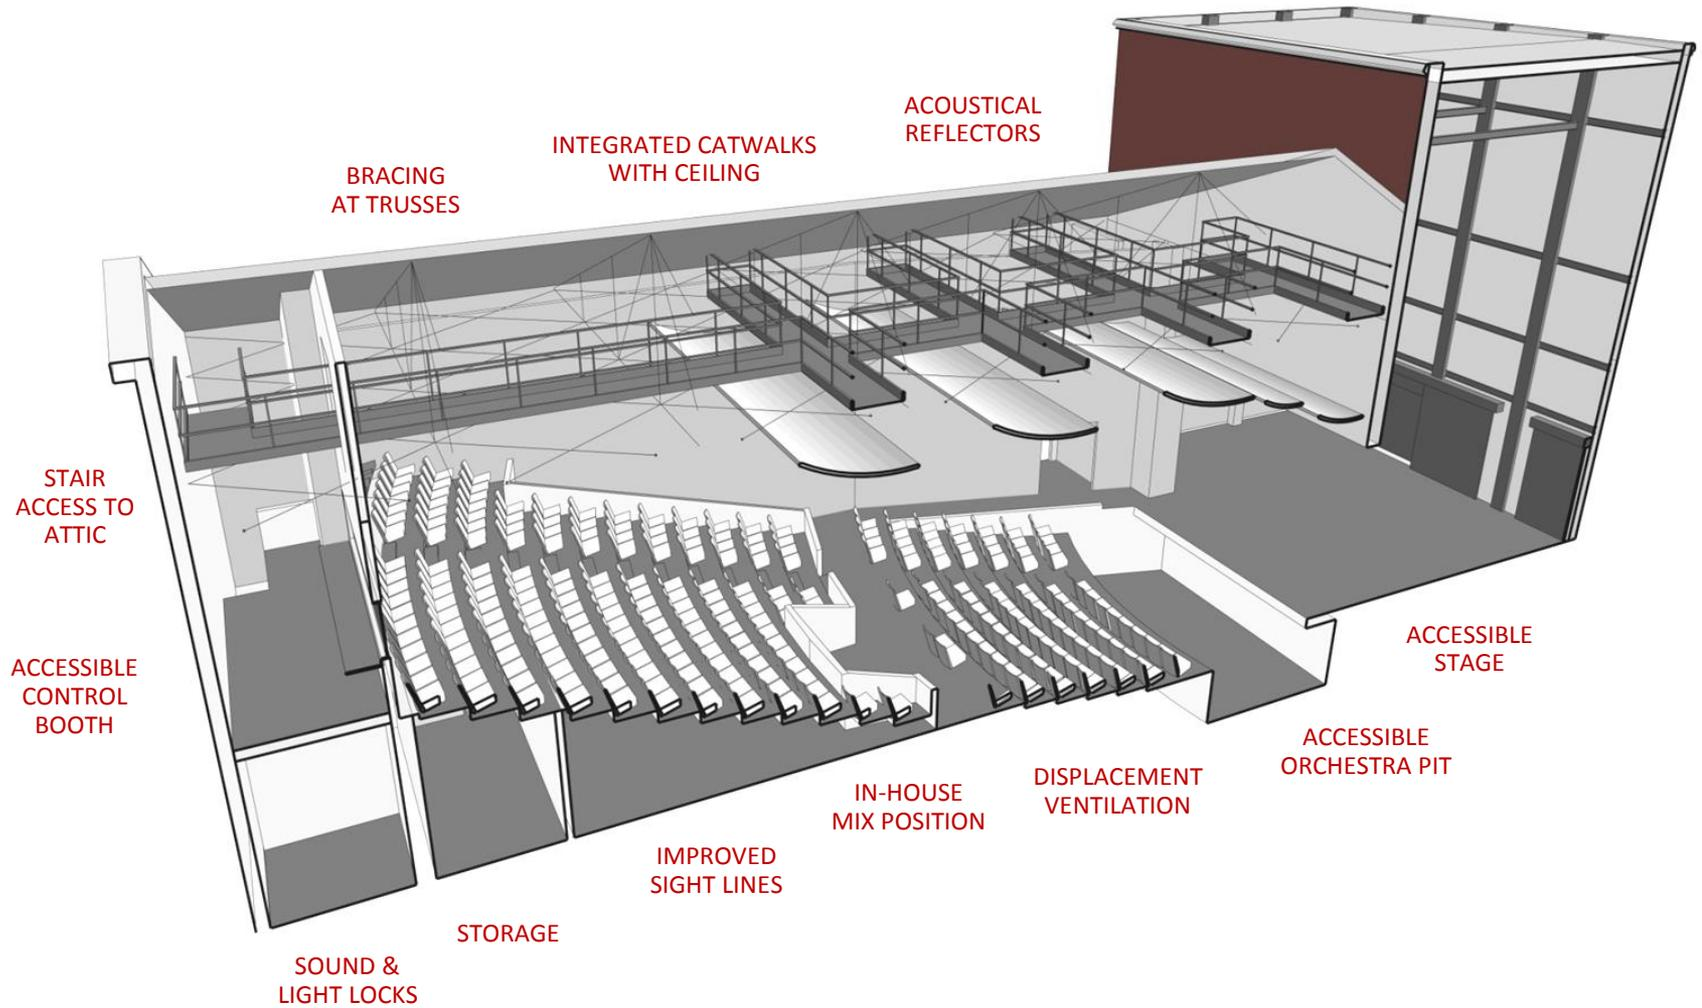 ACOUSTICAL
REFLECTORS
INTEGRATED CATWALKS
WITH CEILING
BRACING
AT TRUSSES
STAIR
ACCESS TO
ATTIC
ACCESSIBLE
CONTROL
BOOTH
SOUND &
LIGHT LOCKS
STORAGE
IMPROVED
SIGHT LINES
IN-HOUSE
MIX POSITION
DISPLACEMENT
VENTILATION
ACCESSIBLE
ORCHESTRA PIT
ACCESSIBLE
STAGE